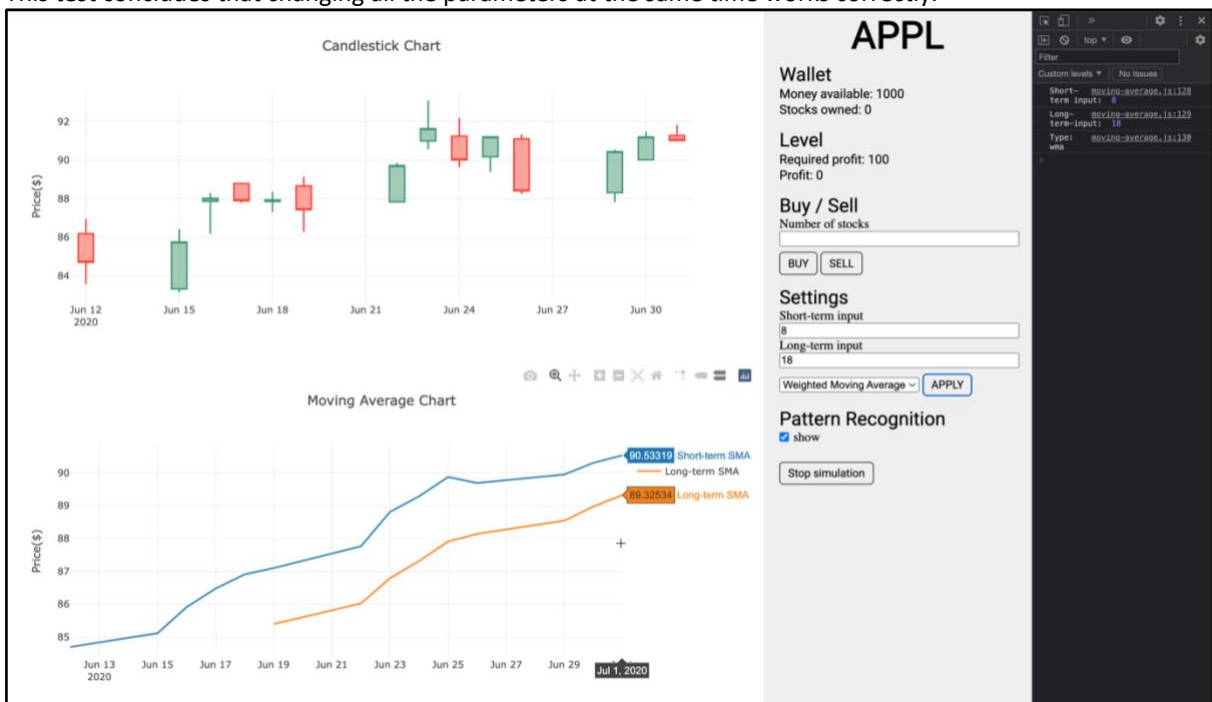 This test concludes that changing all the parameters at the same time works correctly.
Candlestick Chart
Price($)
92
90
88
86
84
Jun 12
2020
Jun 15
Jun 18
Jun 21
Jun 24
Jun 27
Jun 30
Moving Average Chart
Price($)
90
89
88
87
86
85
90.53319 Short-term SMA
Long-term SMA
89.32534 Long-term SMA
Jun 13
2020
Jun 15
Jun 17
Jun 19
Jun 21
Jun 23
Jun 25
Jun 27
Jun 29
Jul 1, 2020
APPL
Wallet
Money available: 1000
Stocks owned: 0
Level
Required profit: 100
Profit: 0
Buy / Sell
Number of stocks
BUY SELL
Settings
Short-term input
8
Long-term input
18
Weighted Moving Average APPLY
Pattern Recognition
show
Stop simulation
top
Filter
Custom levels No Issues
Short- moving-average.js:128
term input: 8
Long- moving-average.js:129
term-input: 18
Type: moving-average.js:130
wma